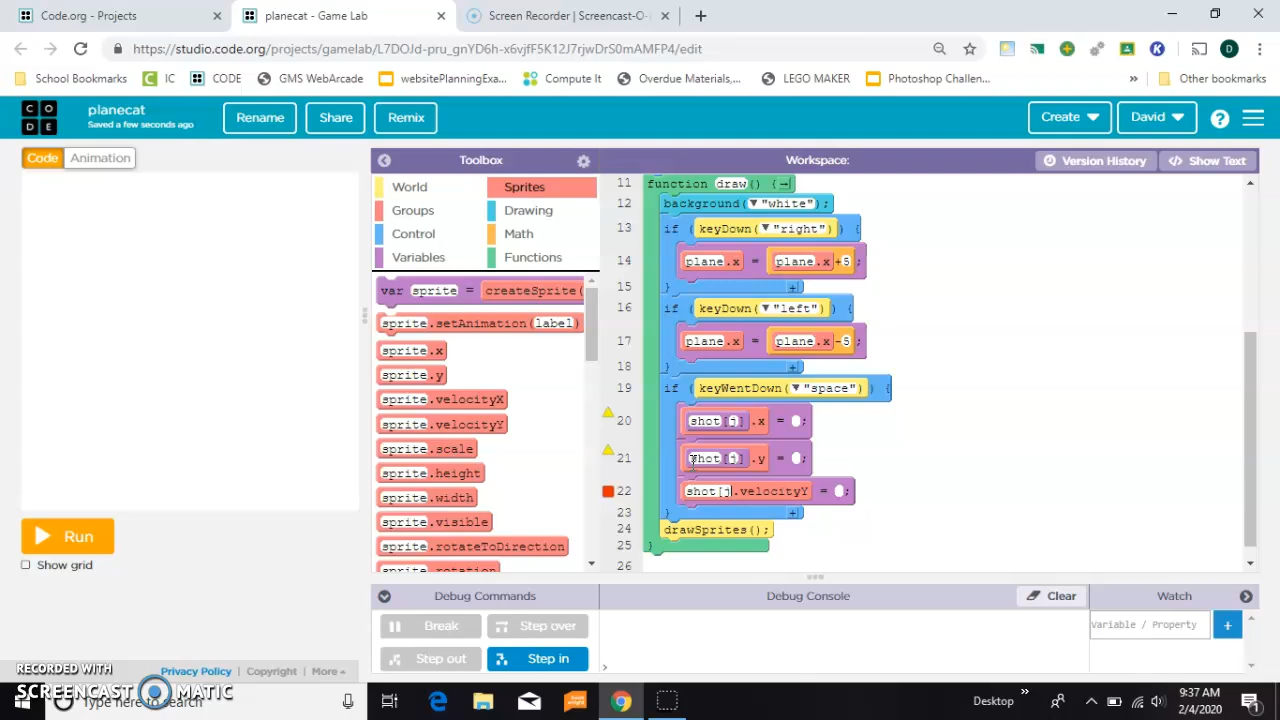 Code.org - Projects
planecat - Game Lab
Screen Recorder | Screencast-O-
https://studio.code.org/projects/gamelab/L7DOJd-pru_gnYD6h-x6vjfF5K12J7rjwDrS0mAMFP4/edit
School Bookmarks
IC
CODE
GMS WebArcade
websitePlanningExa...
Compute It
Overdue Materials,...
LEGO MAKER
Photoshop Challen...
Other bookmarks
CODE
planecat
Saved a few seconds ago
Rename
Share
Remix
Create
David
Code
Animation
Toolbox
Workspace:
Version History
</> Show Text
World
Sprites
Groups
Drawing
Control
Math
Variables
Functions
var sprite = createSprite(
sprite.setAnimation(label)
sprite.x
sprite.y
sprite.velocityX
sprite.velocityY
sprite.scale
sprite.height
sprite.width
sprite.visible
sprite.rotateToDirection
sprite.rotation
11 function draw() {
12 background("white");
13 if (keyDown("right")) {
14 plane.x = plane.x+5;
15 }
16 if (keyDown("left")) {
17 plane.x = plane.x-5;
18 }
19 if (keyWentDown("space")) {
20 shot[j].x = ;
21 shot[j].y = ;
22 shot[j.velocityY = ;
23 }
24 drawSprites();
25 }
26
Run
Show grid
Debug Commands
Debug Console
Clear
Watch
Break
Step over
Step out
Step in
Variable / Property
>
Privacy Policy | Copyright | More
RECORDED WITH
SCREENCAST MATIC
Type here to search
Desktop
9:37 AM
2/4/2020